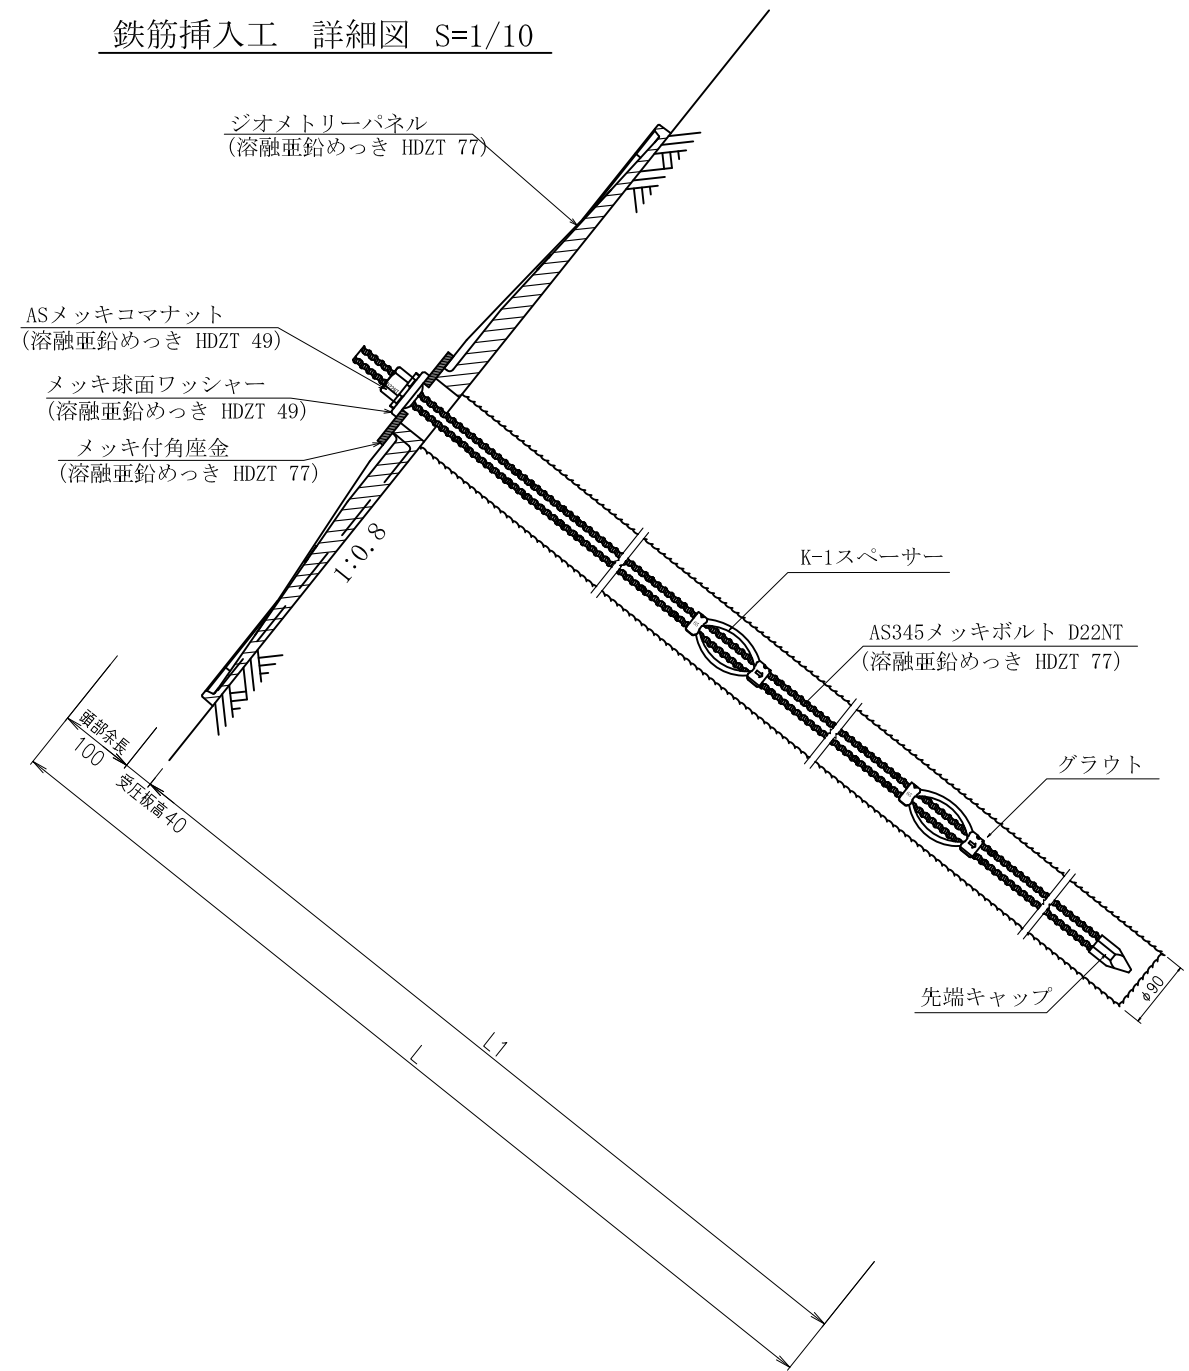 鉄筋挿入工　詳細図 S=1/10
ジオメトリーパネル
(溶融亜鉛めっき HDZT 77)
ASメッキコマナット
(溶融亜鉛めっき HDZT 49)
メッキ球面ワッシャー
(溶融亜鉛めっき HDZT 49)
メッキ付角座金
(溶融亜鉛めっき HDZT 77)
1:0.8
K-1スペーサー
AS345メッキボルト D22NT
(溶融亜鉛めっき HDZT 77)
グラウト
先端キャップ
φ90
頭部余長
100
受圧板高40
L1
L